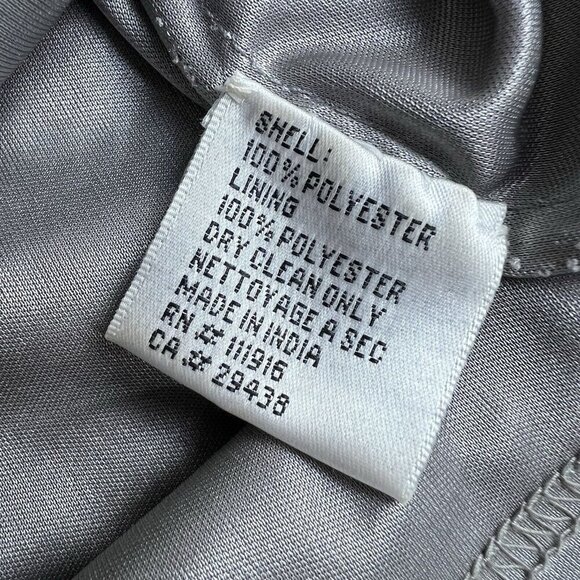 SHELL:
100% POLYESTER
LINING
100% POLYESTER
DRY CLEAN ONLY
NETTOYAGE A SEC
MADE IN INDIA
RN # 111916
CA.# 29438